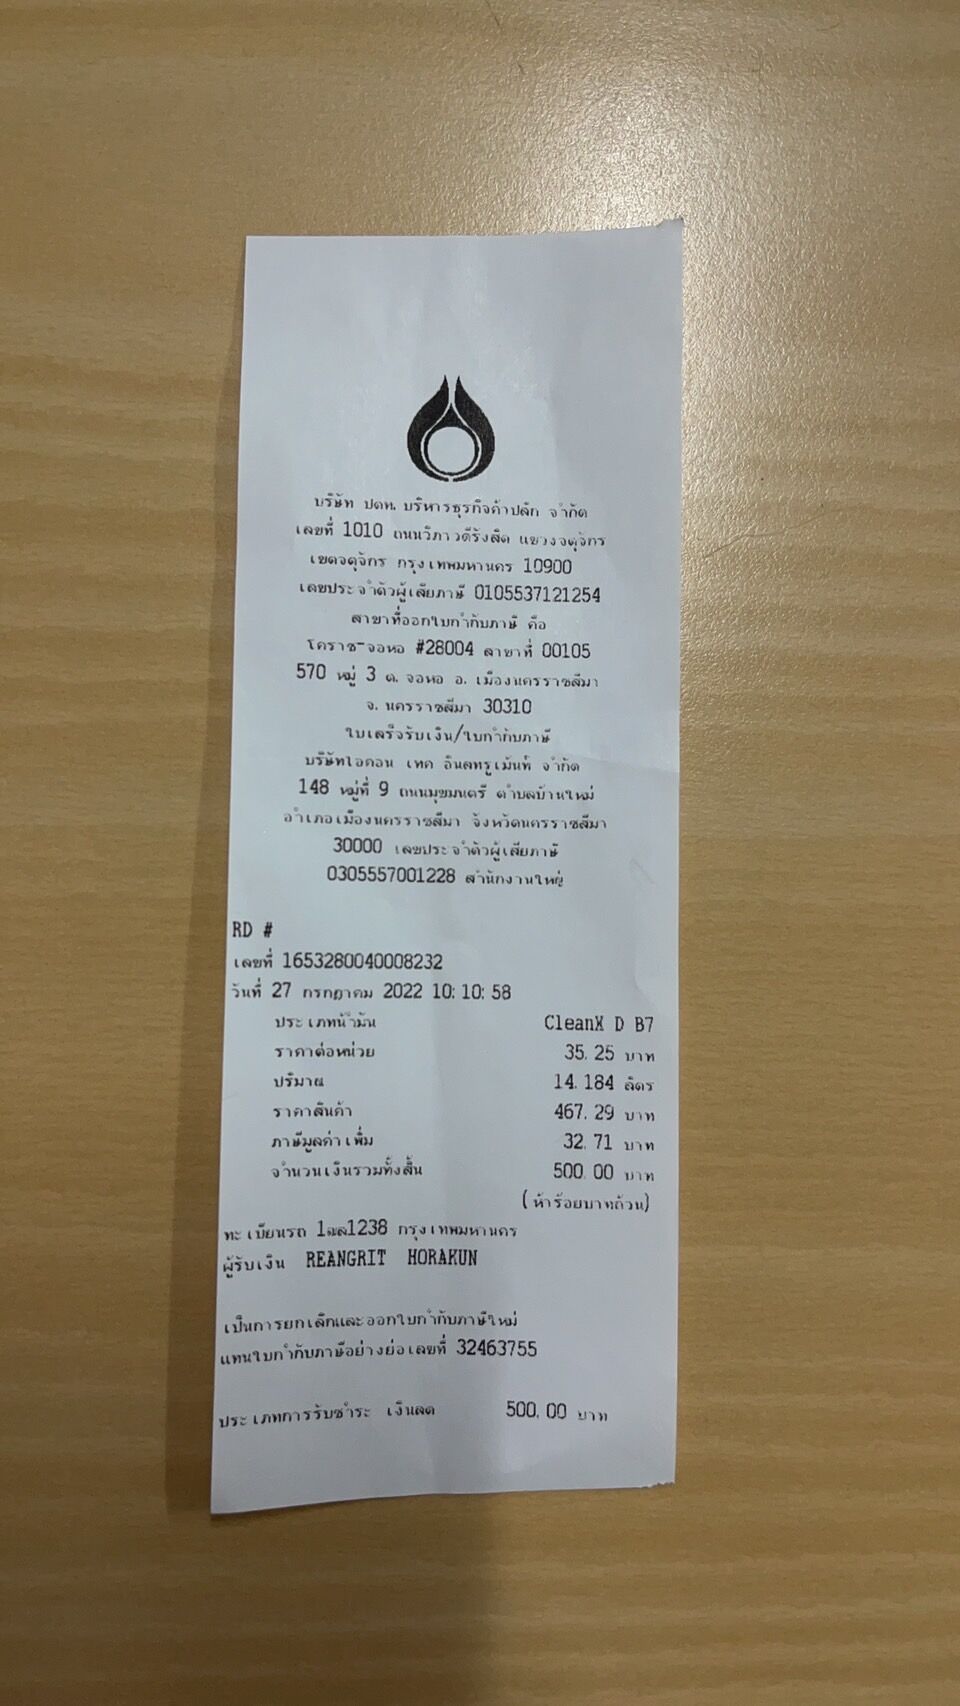 บริษัท ปตท. บริหารธุรกิจค้าปลีก จำกัด
เลขที่ 1010 ถนนวิภาวดีรังสิต แขวงจตุจักร
เขตจตุจักร กรุงเทพมหานคร 10900
เลขประจำตัวผู้เสียภาษี 0105537121254
สาขาที่ออกใบกำกับภาษี คือ
โคราช-จอหอ #28004 สาขาที่ 00105
570 หมู่ 3 ต. จอหอ อ. เมืองนครราชสีมา
จ. นครราชสีมา 30310
ใบเสร็จรับเงิน/ใบกำกับภาษี
บริษัทไอคอน เทค อินสทรูเม้นท์ จำกัด
148 หมู่ที่ 9 ถนนมุขมนตรี ตำบลบ้านใหม่
อำเภอเมืองนครราชสีมา จังหวัดนครราชสีมา
30000 เลขประจำตัวผู้เสียภาษี
0305557001228 สำนักงานใหญ่
RD #
เลขที่ 1653280040008232
วันที่ 27 กรกฎาคม 2022 10:10:58
ประเภทน้ำมัน CleanX D B7
ราคาต่อหน่วย 35.25 บาท
ปริมาณ 14.184 ลิตร
ราคาสินค้า 467.29 บาท
ภาษีมูลค่าเพิ่ม 32.71 บาท
จำนวนเงินรวมทั้งสิ้น 500.00 บาท
(ห้าร้อยบาทถ้วน)
ทะเบียนรถ 1ฒล1238 กรุงเทพมหานคร
ผู้รับเงิน REANGRIT HORAKUN
เป็นการยกเลิกและออกใบกำกับภาษีใหม่
แทนใบกำกับภาษีอย่างย่อเลขที่ 32463755
ประเภทการรับชำระ เงินสด 500.00 บาท